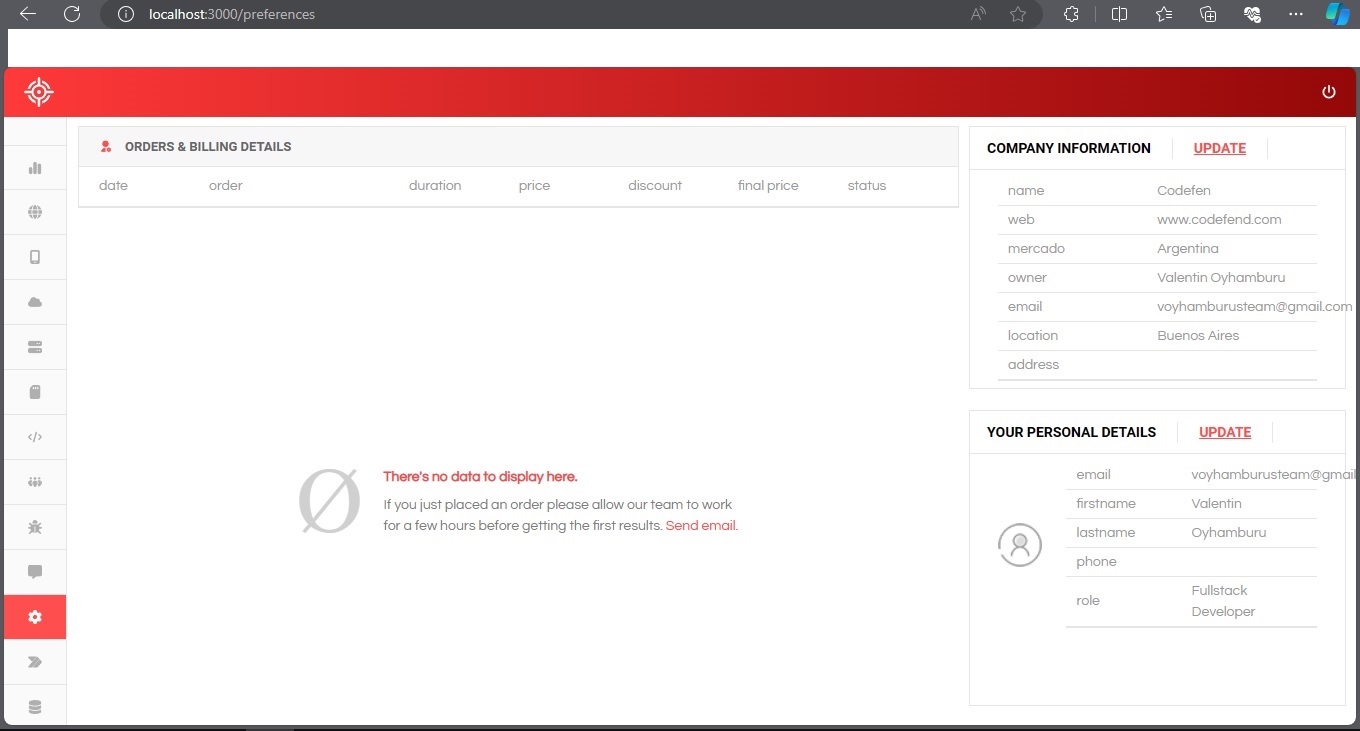 localhost:3000/preferences
ORDERS & BILLING DETAILS
date order duration price discount final price status
There's no data to display here.
If you just placed an order please allow our team to work
for a few hours before getting the first results. Send email.
COMPANY INFORMATION UPDATE
name Codefen
web www.codefend.com
mercado Argentina
owner Valentin Oyhamburu
email voyhamburusteam@gmail.com
location Buenos Aires
address
YOUR PERSONAL DETAILS UPDATE
email voyhamburusteam@gmail
firstname Valentin
lastname Oyhamburu
phone
role Fullstack
Developer